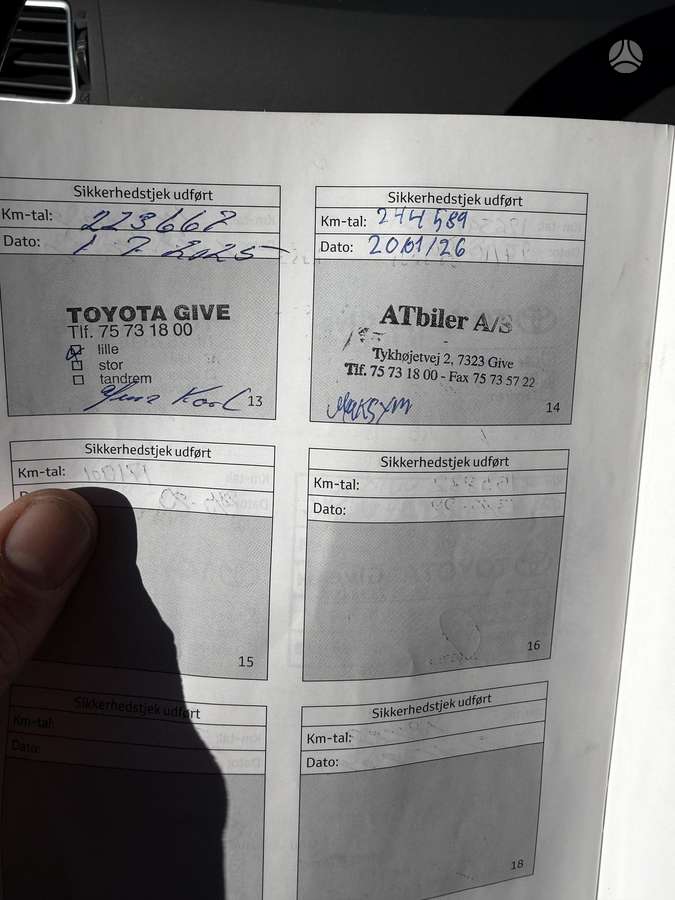 Sikkerhedstjek udført
Km-tal: 223667
Dato: 1 7 2025
TOYOTA GIVE
Tlf. 75 73 18 00
lille
stor
tandrem
13
Sikkerhedstjek udført
Km-tal: 244589
Dato: 20/01/26
ATbiler A/S
Tykhøjetvej 2, 7323 Give
Tlf. 75 73 18 00 - Fax 75 73 57 22
Maksym
14
Sikkerhedstjek udført
Km-tal:
15
Sikkerhedstjek udført
Km-tal:
Dato:
16
Sikkerhedstjek udført
Km-tal:
Dato:
Sikkerhedstjek udført
Km-tal:
Dato:
18